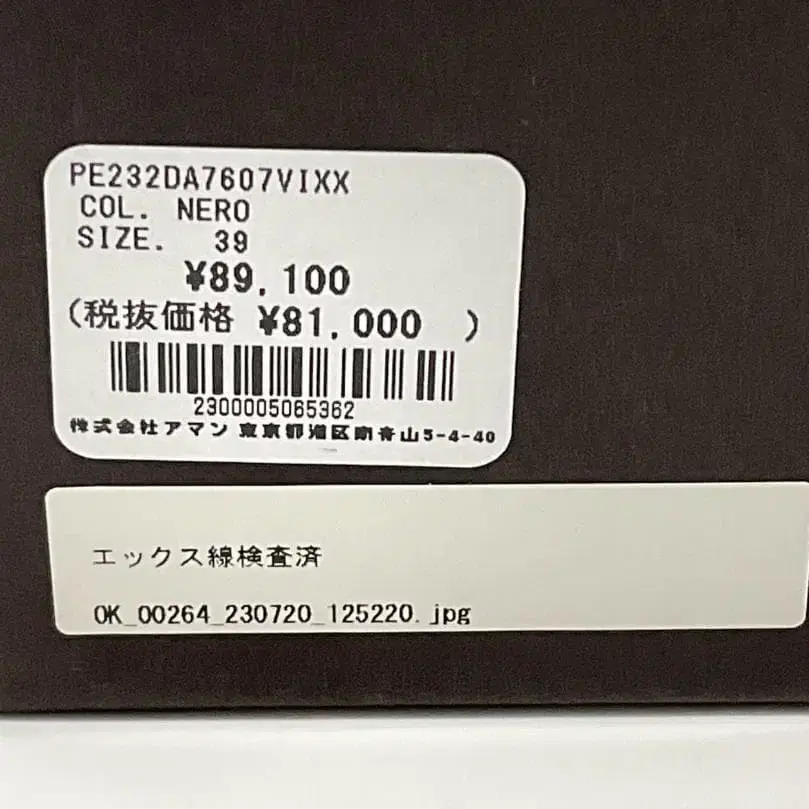 PE232DA7607VIXX
COL. NERO
SIZE. 39
¥89,100
(税抜価格 ¥81,000 )
2300005065362
株式会社アマン 東京都港区南青山5-4-40
エックス線検査済
OK_00264_230720_125220.jpg